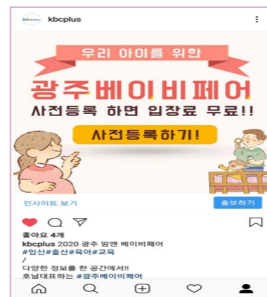 kbcplus
우리 아이를 위한
광주베이비페어
사전등록 하면 입장료 무료!!
사전등록하기!
인사이트 보기
홍보하기
좋아요 4개
kbcplus 2020 광주 맘앤 베이비페어
#임신#출산#육아#교육
/
다양한 정보를 한 공간에서!!
호남대표하는 #광주베이비페어